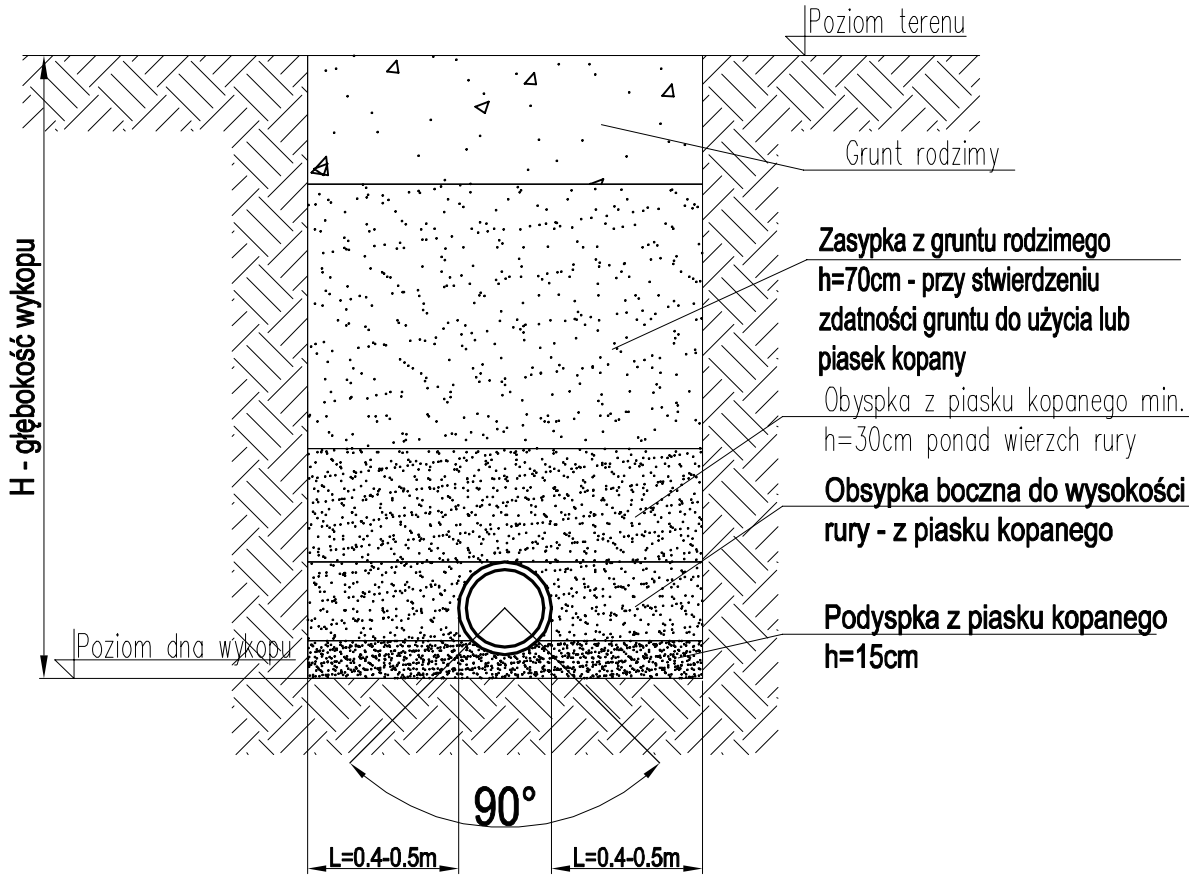 Poziom terenu
Grunt rodzimy
Zasypka z gruntu rodzimego
h=70cm - przy stwierdzeniu
zdatności gruntu do użycia lub
piasek kopany
Obyspka z piasku kopanego min.
h=30cm ponad wierzch rury
Obsypka boczna do wysokości
rury - z piasku kopanego
Podyspka z piasku kopanego
h=15cm
H - głębokość wykopu
Poziom dna wykopu
90°
L=0.4-0.5m
L=0.4-0.5m